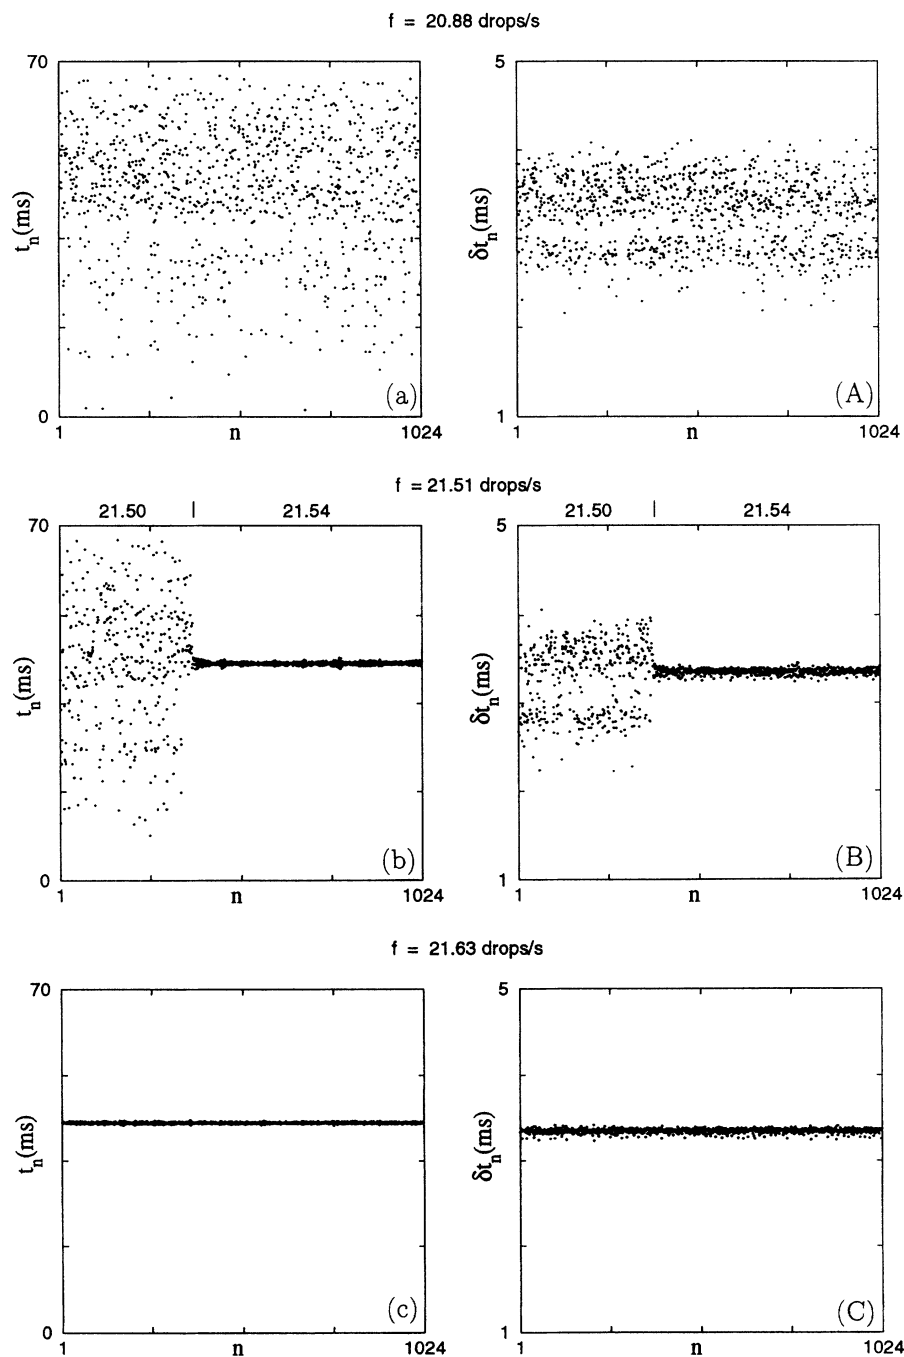 f = 20.88 drops/s
70
t_n(ms)
0
1
n
1024
(a)
5
δt_n(ms)
1
1
n
1024
(A)
f = 21.51 drops/s
21.50 | 21.54
70
t_n(ms)
0
1
n
1024
(b)
21.50 | 21.54
5
δt_n(ms)
1
1
n
1024
(B)
f = 21.63 drops/s
70
t_n(ms)
0
1
n
1024
(c)
5
δt_n(ms)
1
1
n
1024
(C)